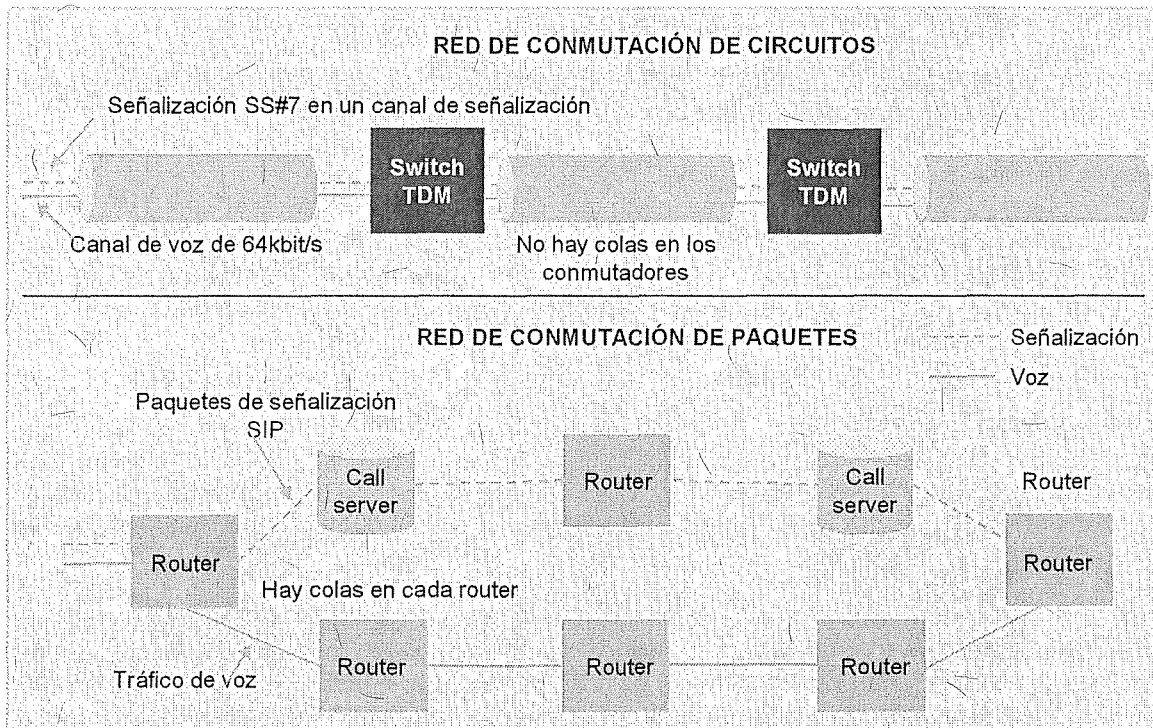 RED DE CONMUTACIÓN DE CIRCUITOS
Señalización SS#7 en un canal de señalización
Switch
TDM
Switch
TDM
Canal de voz de 64kbit/s
No hay colas en los
conmutadores
RED DE CONMUTACIÓN DE PAQUETES
Señalización
Voz
Paquetes de señalización
SIP
Call
server
Router
Call
server
Router
Router
Router
Hay colas en cada router
Router
Router
Router
Tráfico de voz